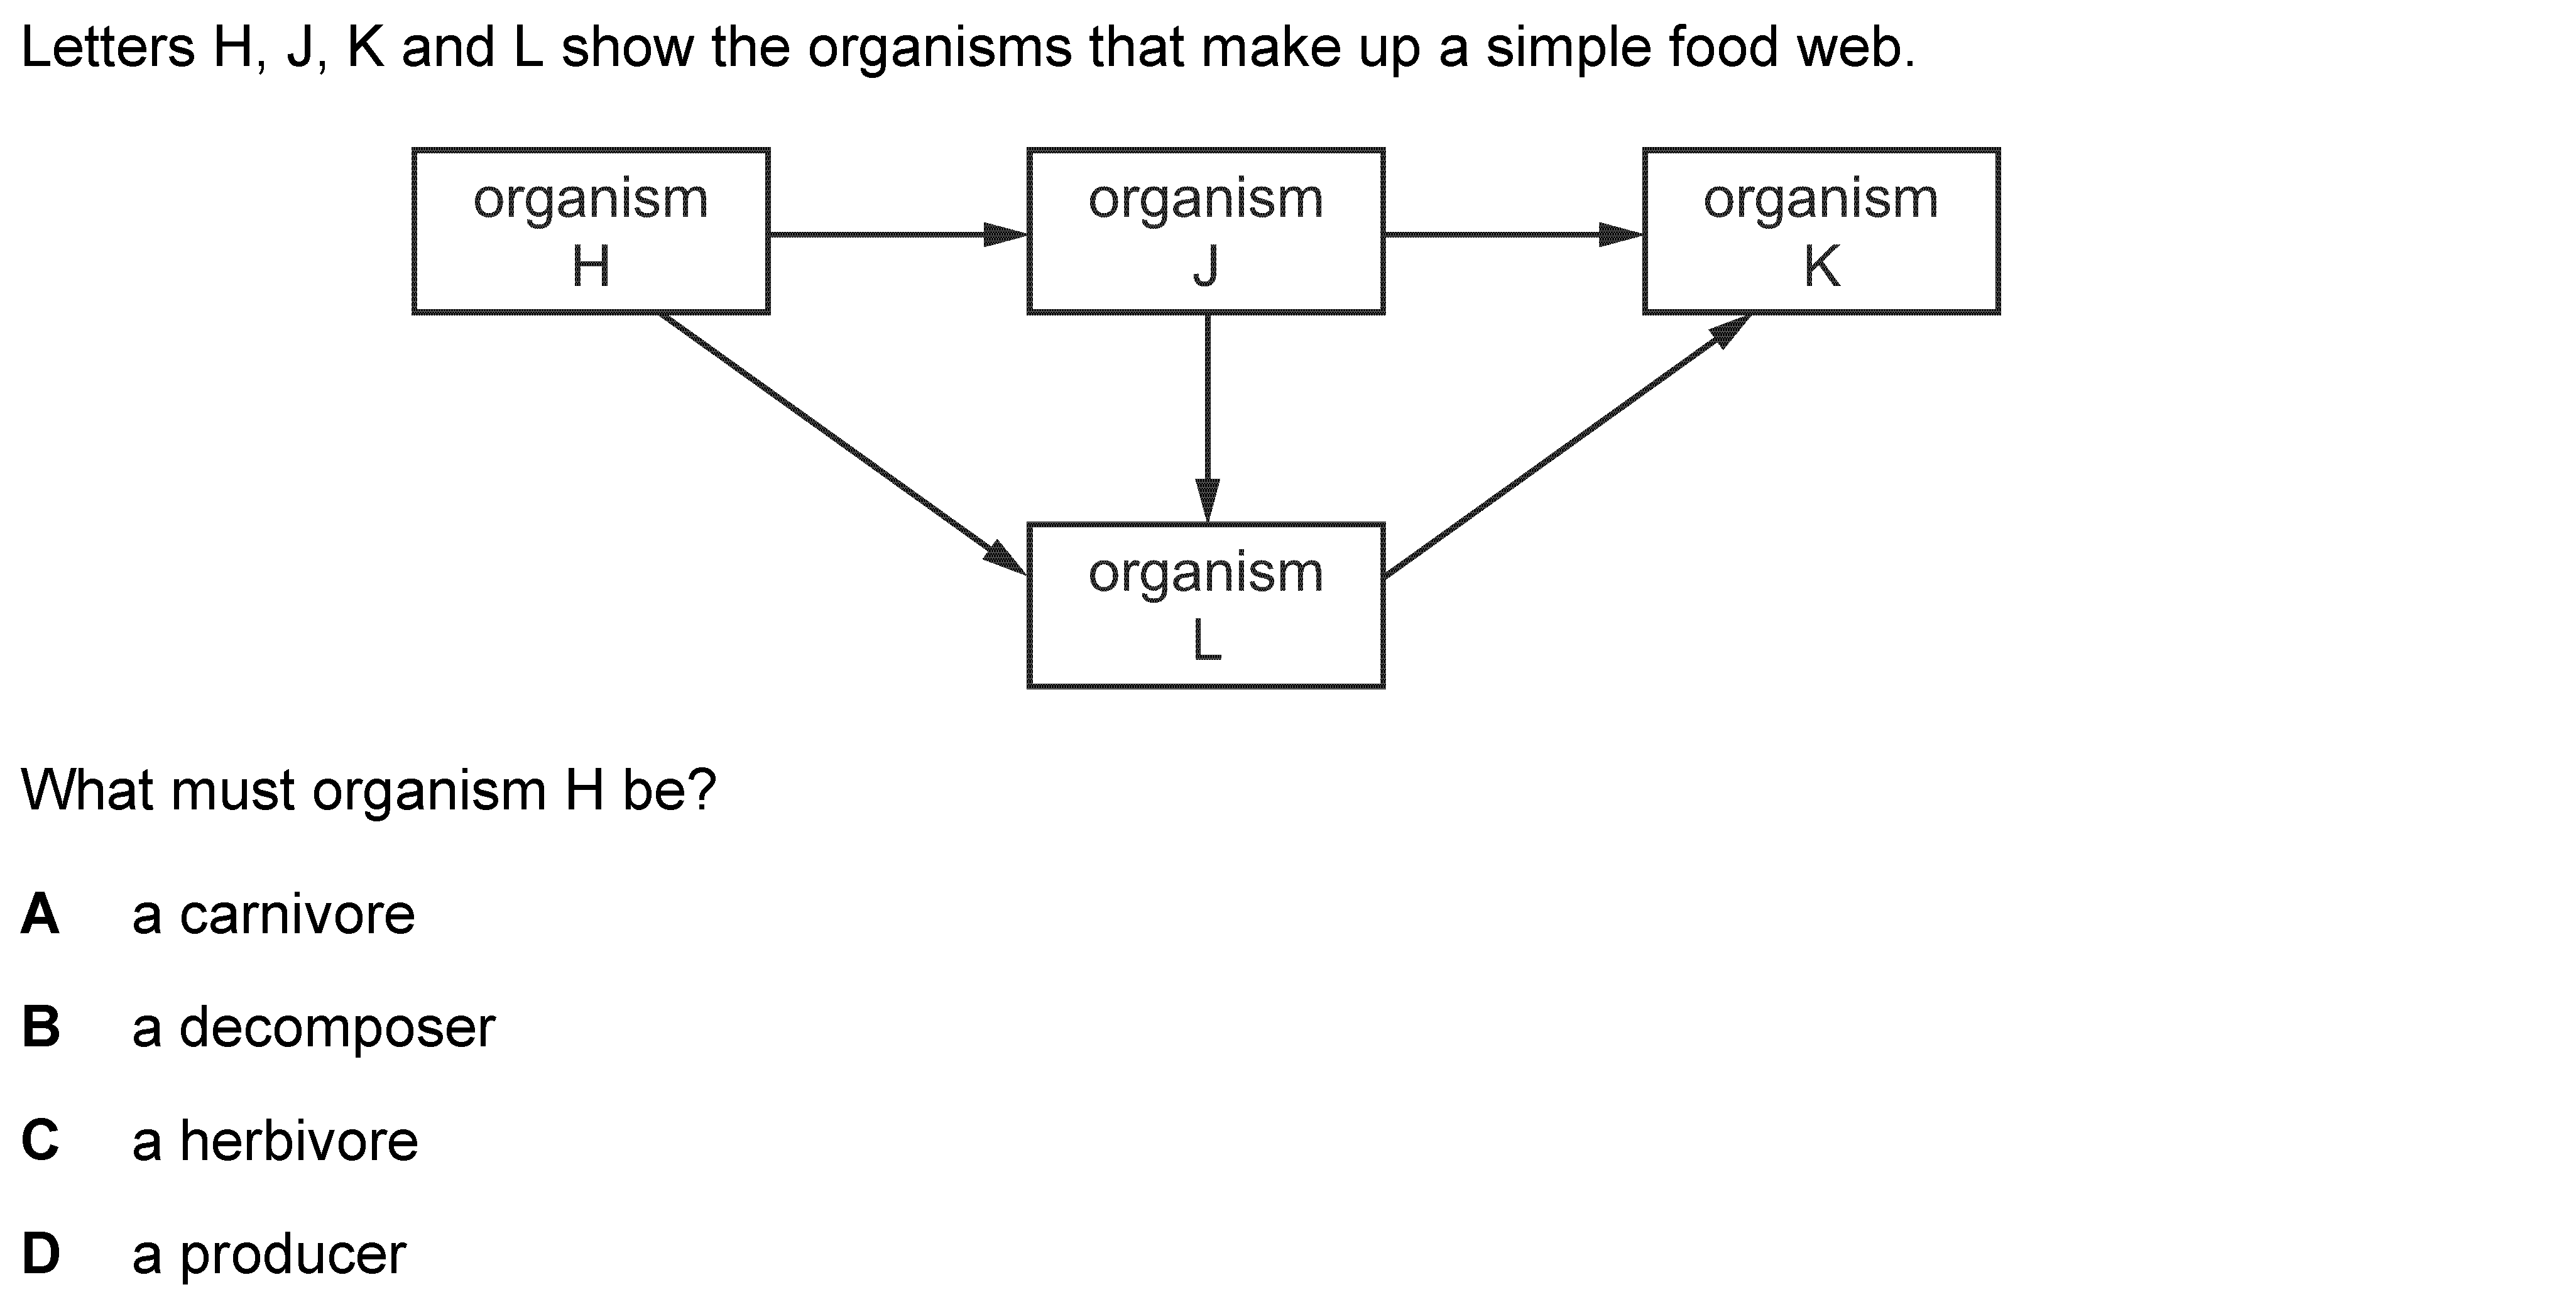 Letters H, J, K and L show the organisms that make up a simple food web.
organism
H
organism
J
organism
K
organism
L
What must organism H be?
A a carnivore
B a decomposer
C a herbivore
D a producer